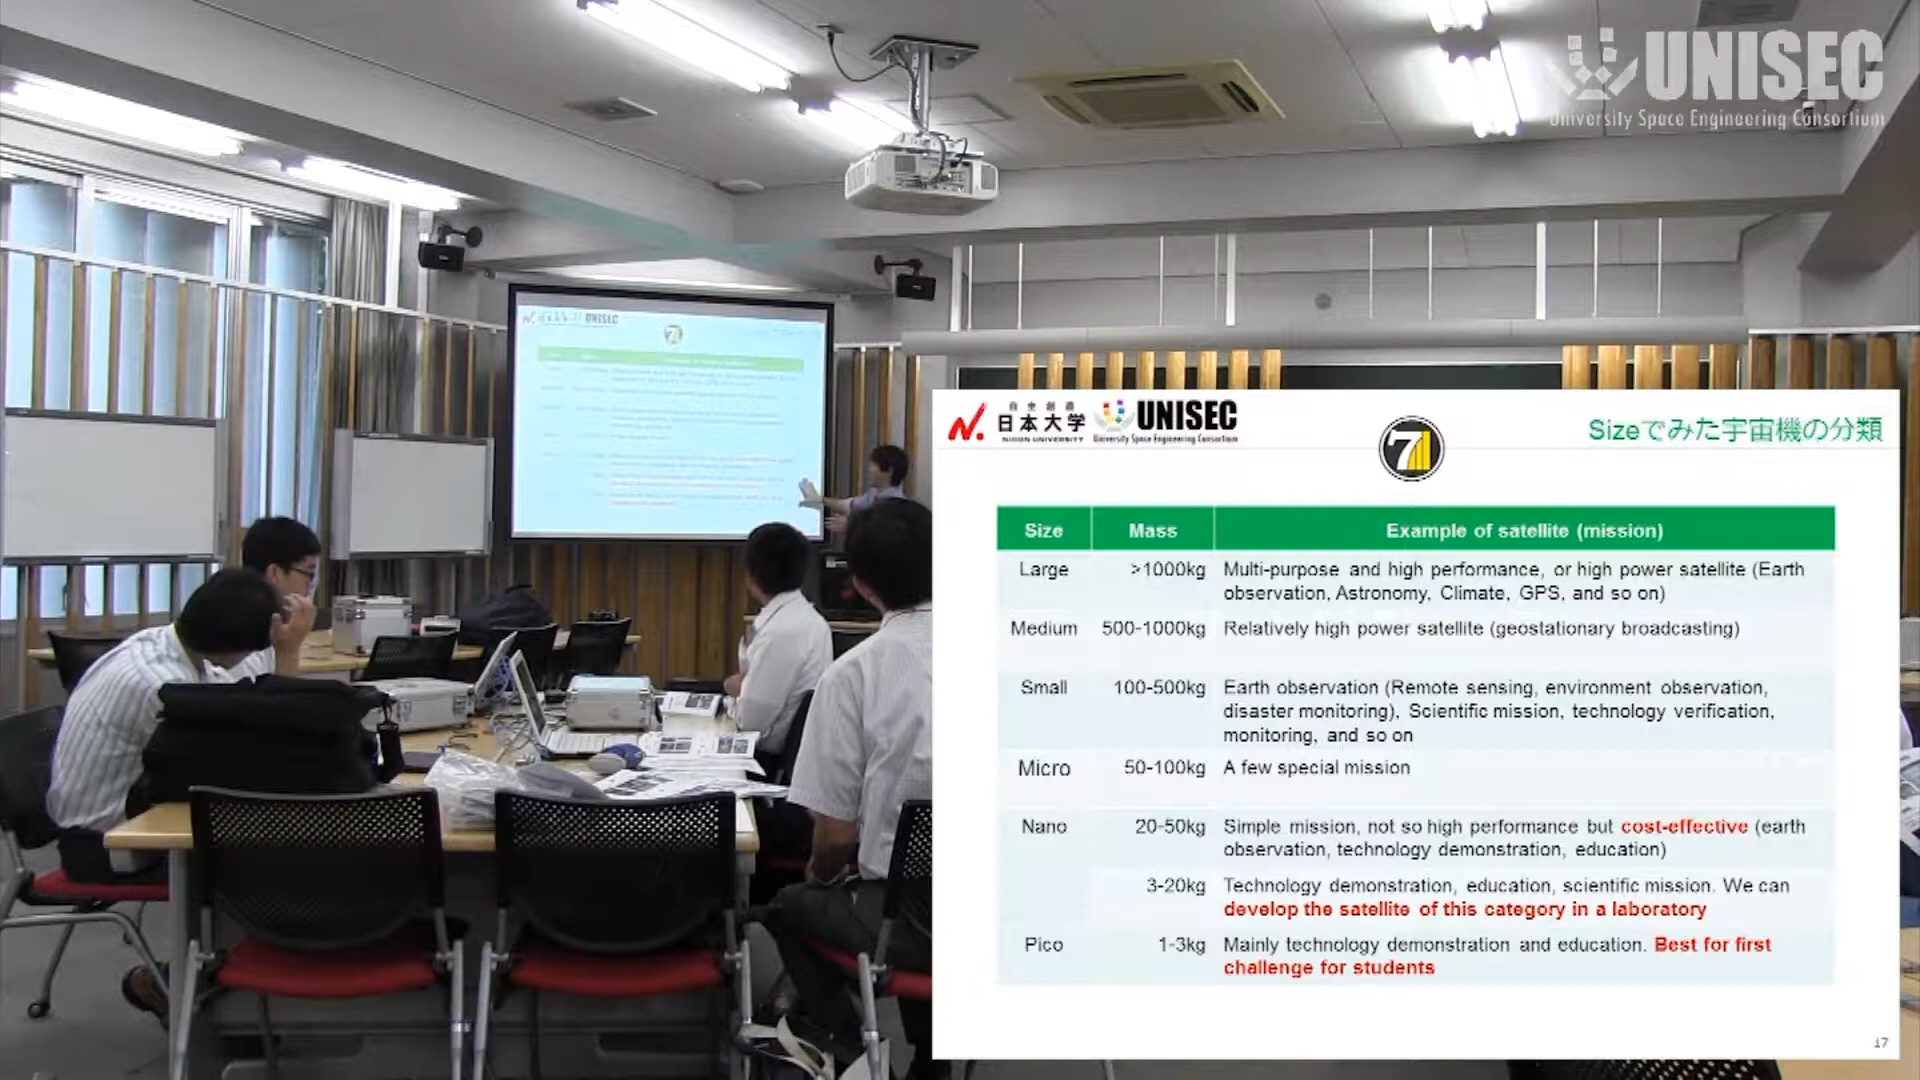 UNISEC
University Space Engineering Consortium
自主創造
日本大学
NIHON UNIVERSITY
UNISEC
University Space Engineering Consortium
Sizeでみた宇宙機の分類
Size Mass Example of satellite (mission)
Large >1000kg Multi-purpose and high performance, or high power satellite (Earth
observation, Astronomy, Climate, GPS, and so on)
Medium 500-1000kg Relatively high power satellite (geostationary broadcasting)
Small 100-500kg Earth observation (Remote sensing, environment observation,
disaster monitoring), Scientific mission, technology verification,
monitoring, and so on
Micro 50-100kg A few special mission
Nano 20-50kg Simple mission, not so high performance but cost-effective (earth
observation, technology demonstration, education)
3-20kg Technology demonstration, education, scientific mission. We can
develop the satellite of this category in a laboratory
Pico 1-3kg Mainly technology demonstration and education. Best for first
challenge for students
17
UNISEC